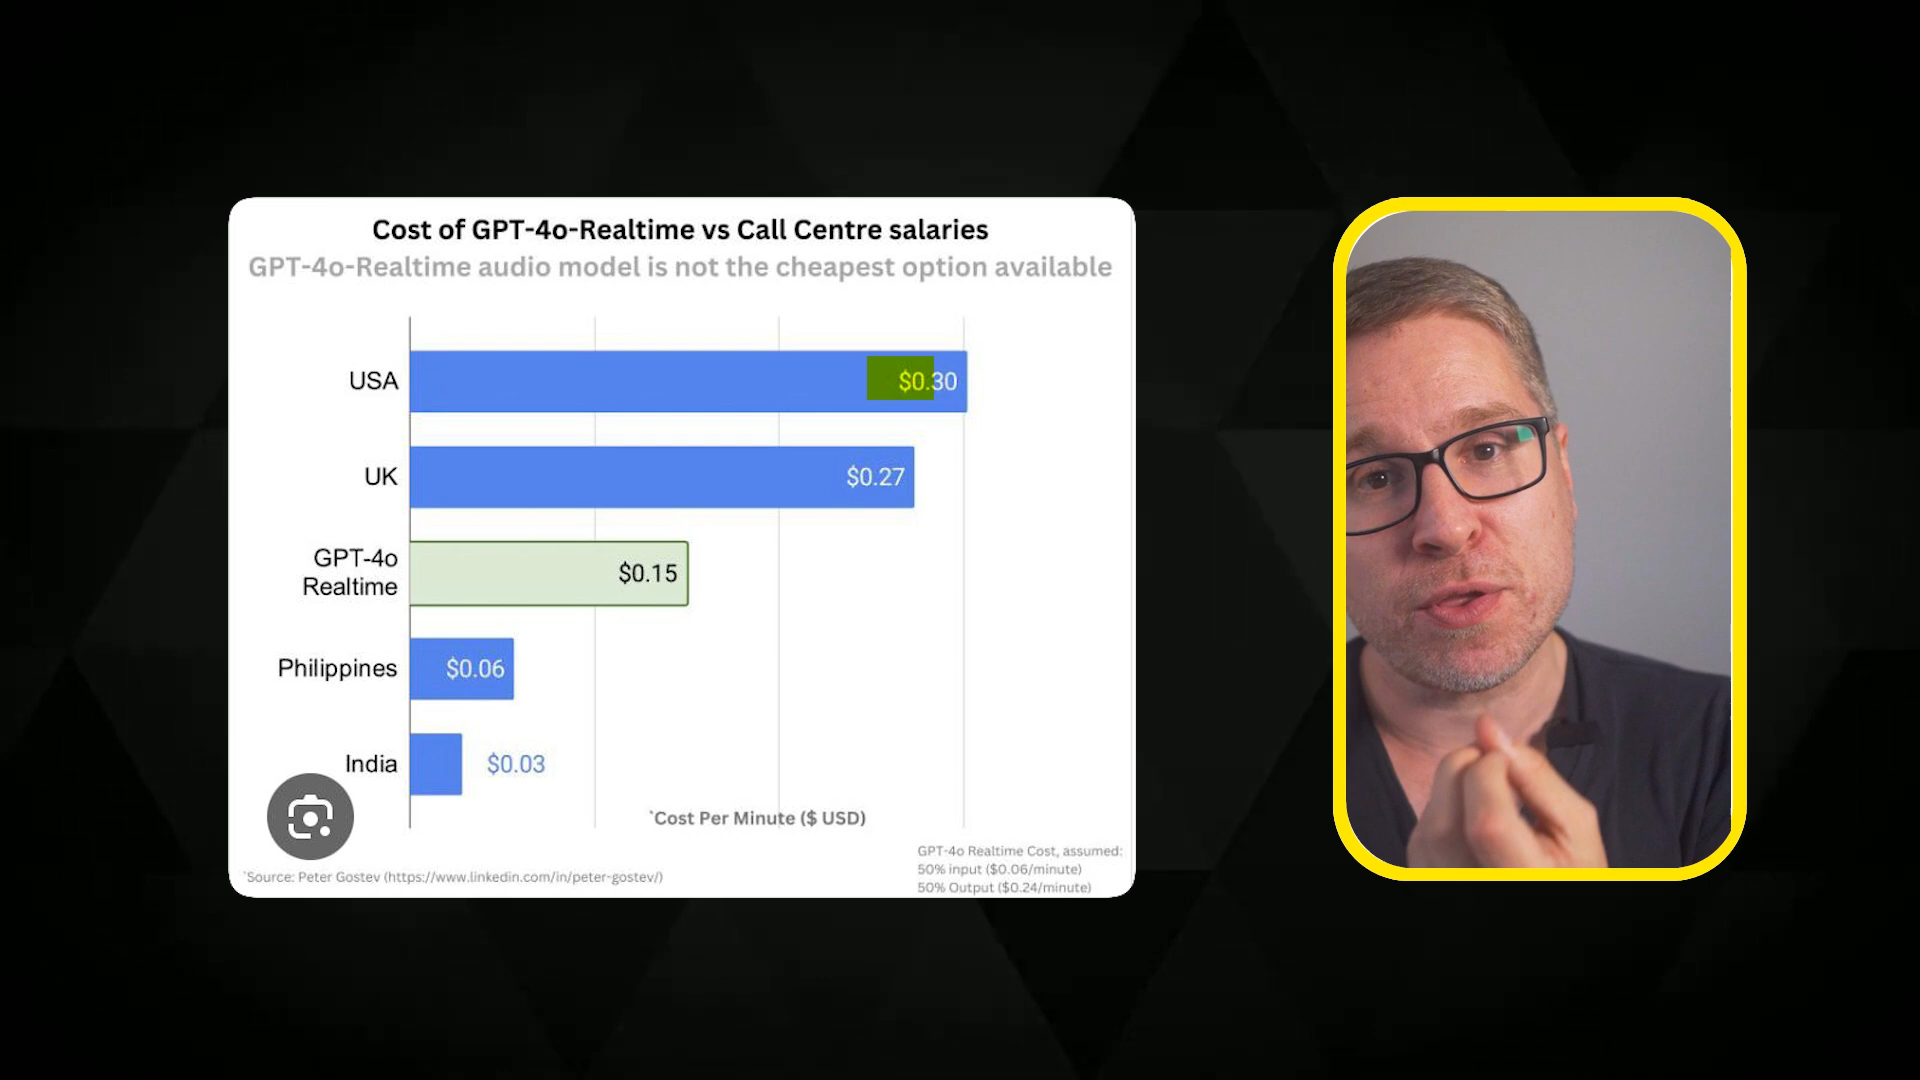 Cost of GPT-4o-Realtime vs Call Centre salaries
GPT-4o-Realtime audio model is not the cheapest option available
USA
$0.30
UK
$0.27
GPT-4o
Realtime
$0.15
Philippines
$0.06
India
$0.03
*Cost Per Minute ($ USD)
GPT-4o Realtime Cost, assumed:
50% input ($0.06/minute)
50% Output ($0.24/minute)
*Source: Peter Gostev (https://www.linkedin.com/in/peter-gostev/)